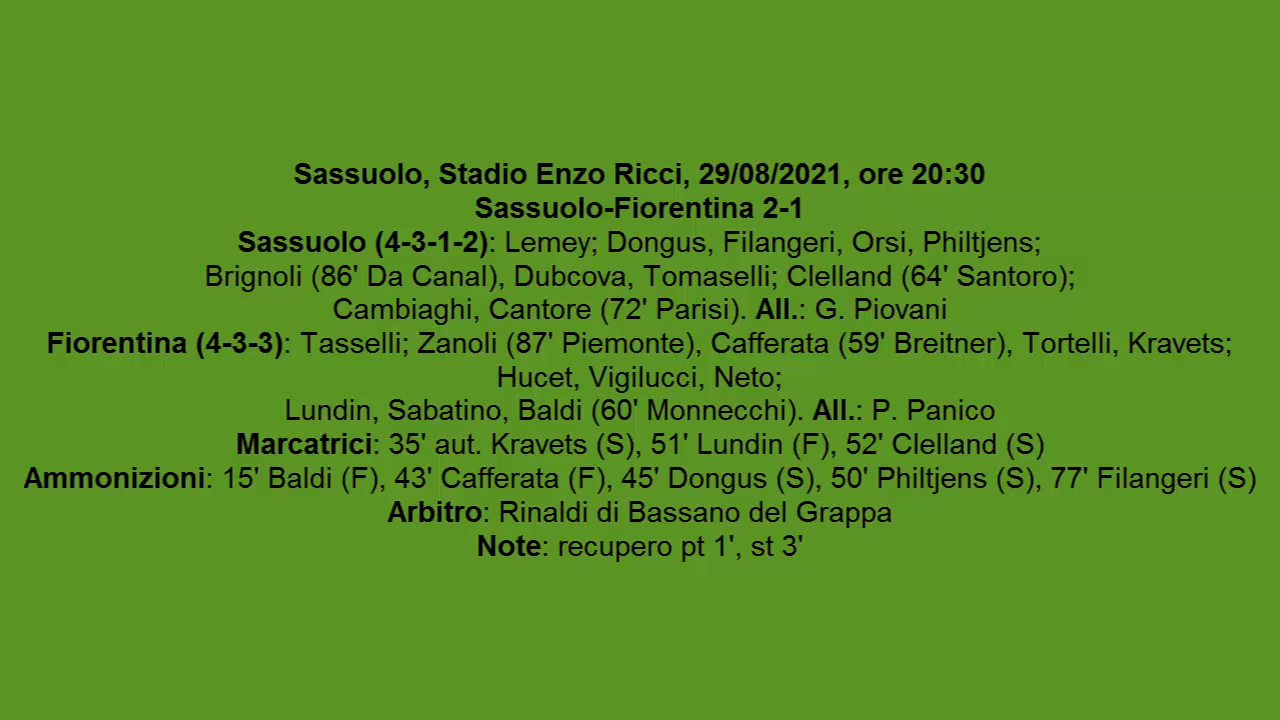 Sassuolo, Stadio Enzo Ricci, 29/08/2021, ore 20:30
Sassuolo-Fiorentina 2-1
Sassuolo (4-3-1-2): Lemey; Dongus, Filangeri, Orsi, Philtjens;
Brignoli (86' Da Canal), Dubcova, Tomaselli; Clelland (64' Santoro);
Cambiaghi, Cantore (72' Parisi). All.: G. Piovani
Fiorentina (4-3-3): Tasselli; Zanoli (87' Piemonte), Cafferata (59' Breitner), Tortelli, Kravets;
Hucet, Vigilucci, Neto;
Lundin, Sabatino, Baldi (60' Monnecchi). All.: P. Panico
Marcatrici: 35' aut. Kravets (S), 51' Lundin (F), 52' Clelland (S)
Ammonizioni: 15' Baldi (F), 43' Cafferata (F), 45' Dongus (S), 50' Philtjens (S), 77' Filangeri (S)
Arbitro: Rinaldi di Bassano del Grappa
Note: recupero pt 1', st 3'